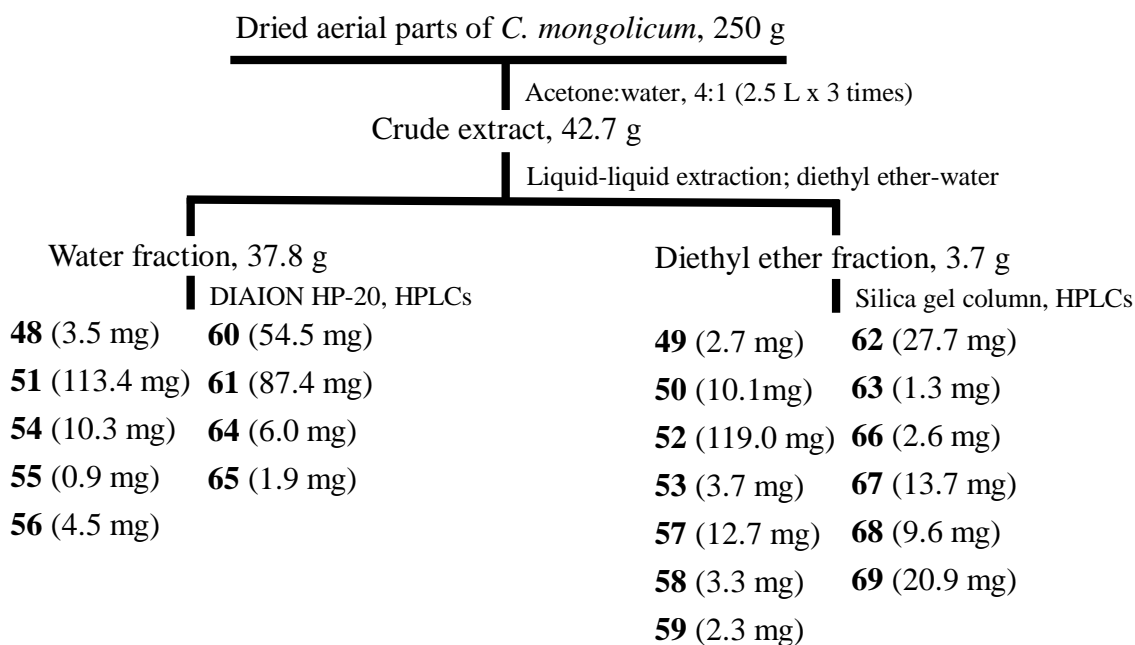 Dried aerial parts of C. mongolicum, 250 g
Acetone:water, 4:1 (2.5 L x 3 times)
Crude extract, 42.7 g
Liquid-liquid extraction; diethyl ether-water
Water fraction, 37.8 g
DIAION HP-20, HPLCs
48 (3.5 mg) 60 (54.5 mg)
51 (113.4 mg) 61 (87.4 mg)
54 (10.3 mg) 64 (6.0 mg)
55 (0.9 mg) 65 (1.9 mg)
56 (4.5 mg)
Diethyl ether fraction, 3.7 g
Silica gel column, HPLCs
49 (2.7 mg) 62 (27.7 mg)
50 (10.1mg) 63 (1.3 mg)
52 (119.0 mg) 66 (2.6 mg)
53 (3.7 mg) 67 (13.7 mg)
57 (12.7 mg) 68 (9.6 mg)
58 (3.3 mg) 69 (20.9 mg)
59 (2.3 mg)